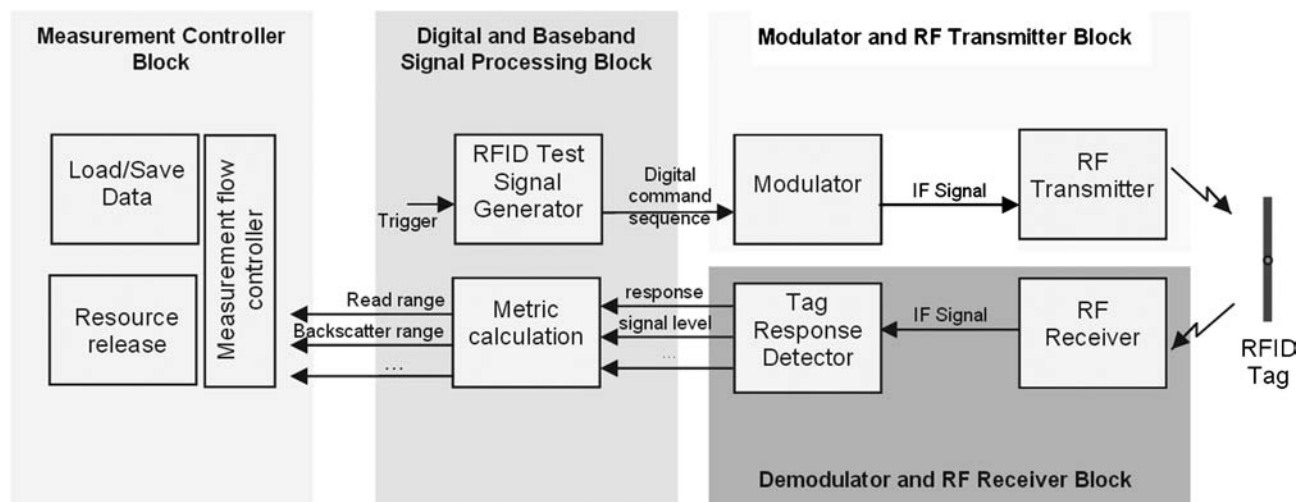 Measurement Controller
Block
Digital and Baseband
Signal Processing Block
Modulator and RF Transmitter Block
Load/Save
Data
Measurement flow
controller
Resource
release
Trigger
RFID Test
Signal
Generator
Digital
command
sequence
Modulator
IF Signal
RF
Transmitter
Read range
Backscatter range
...
Metric
calculation
response
signal level
...
Tag
Response
Detector
IF Signal
RF
Receiver
RFID
Tag
Demodulator and RF Receiver Block